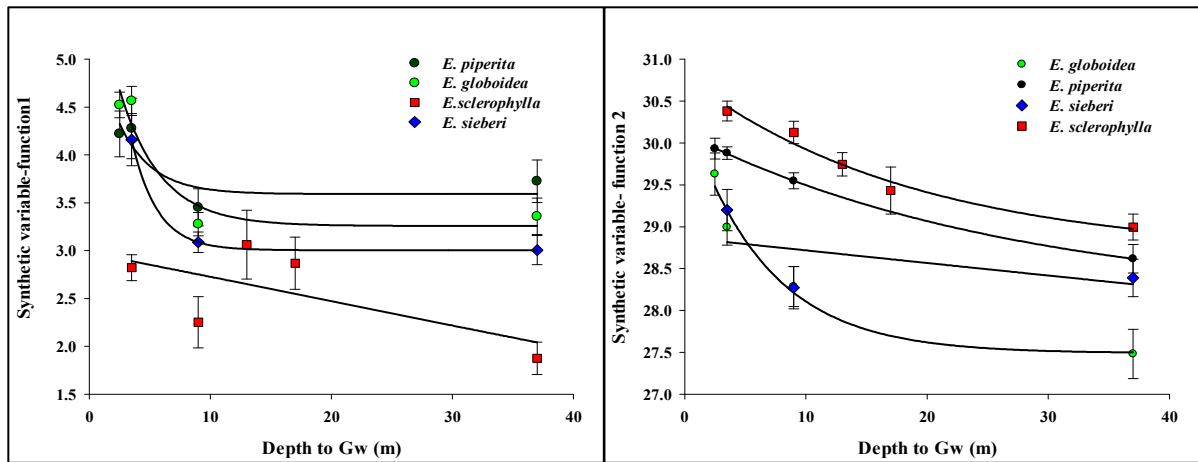 Synthetic variable-function1
5.0
4.5
4.0
3.5
3.0
2.5
2.0
1.5
0 10 20 30 40
Depth to Gw (m)
E. piperita
E. globoidea
E.sclerophylla
E. sieberi
Synthetic variable- function 2
31.0
30.5
30.0
29.5
29.0
28.5
28.0
27.5
27.0
0 10 20 30 40
Depth to Gw (m)
E. globoidea
E. piperita
E. sieberi
E. sclerophylla